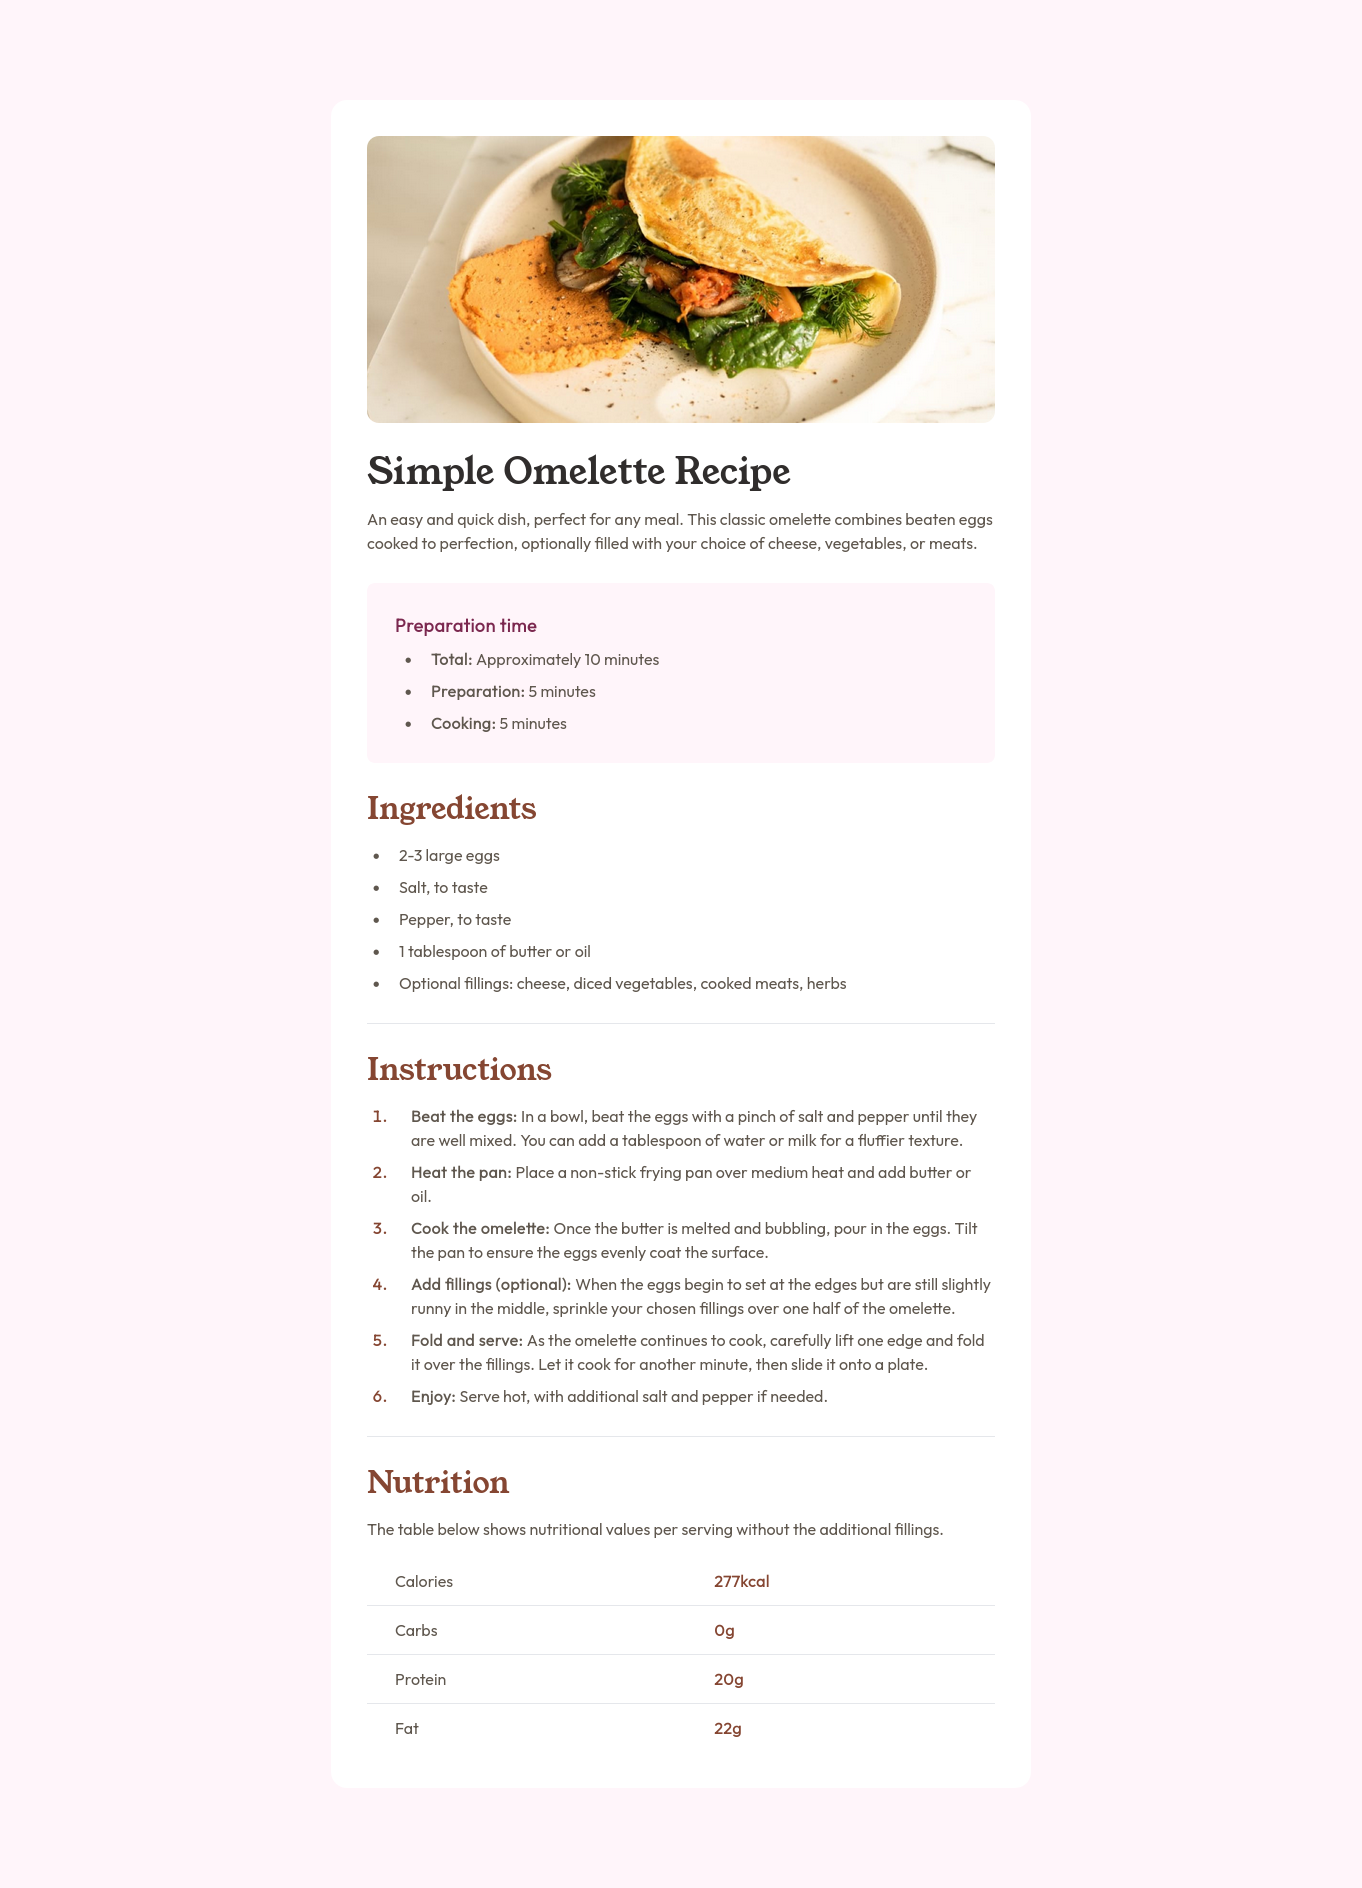 Simple Omelette Recipe
An easy and quick dish, perfect for any meal. This classic omelette combines beaten eggs
cooked to perfection, optionally filled with your choice of cheese, vegetables, or meats.
Preparation time
• Total: Approximately 10 minutes
• Preparation: 5 minutes
• Cooking: 5 minutes
Ingredients
• 2-3 large eggs
• Salt, to taste
• Pepper, to taste
• 1 tablespoon of butter or oil
• Optional fillings: cheese, diced vegetables, cooked meats, herbs
Instructions
1. Beat the eggs: In a bowl, beat the eggs with a pinch of salt and pepper until they
are well mixed. You can add a tablespoon of water or milk for a fluffier texture.
2. Heat the pan: Place a non-stick frying pan over medium heat and add butter or
oil.
3. Cook the omelette: Once the butter is melted and bubbling, pour in the eggs. Tilt
the pan to ensure the eggs evenly coat the surface.
4. Add fillings (optional): When the eggs begin to set at the edges but are still slightly
runny in the middle, sprinkle your chosen fillings over one half of the omelette.
5. Fold and serve: As the omelette continues to cook, carefully lift one edge and fold
it over the fillings. Let it cook for another minute, then slide it onto a plate.
6. Enjoy: Serve hot, with additional salt and pepper if needed.
Nutrition
The table below shows nutritional values per serving without the additional fillings.
Calories 277kcal
Carbs 0g
Protein 20g
Fat 22g